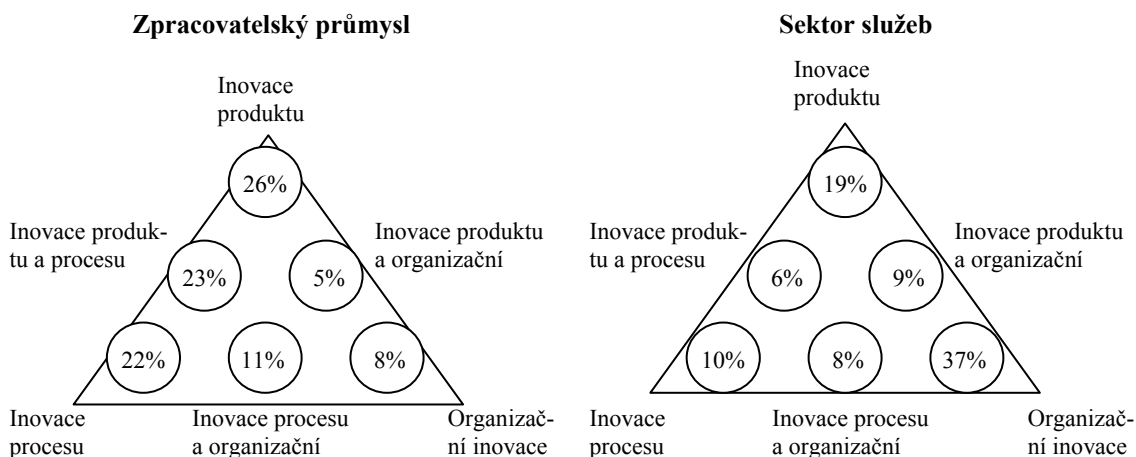 Zpracovatelský průmysl
Inovace
produktu
26%
Inovace produk-
tu a procesu
Inovace produktu
a organizační
23%
5%
22%
11%
8%
Inovace
procesu
Inovace procesu
a organizační
Organizač-
ní inovace
Sektor služeb
Inovace
produktu
19%
Inovace produk-
tu a procesu
Inovace produktu
a organizační
6%
9%
10%
8%
37%
Inovace
procesu
Inovace procesu
a organizační
Organizač-
ní inovace